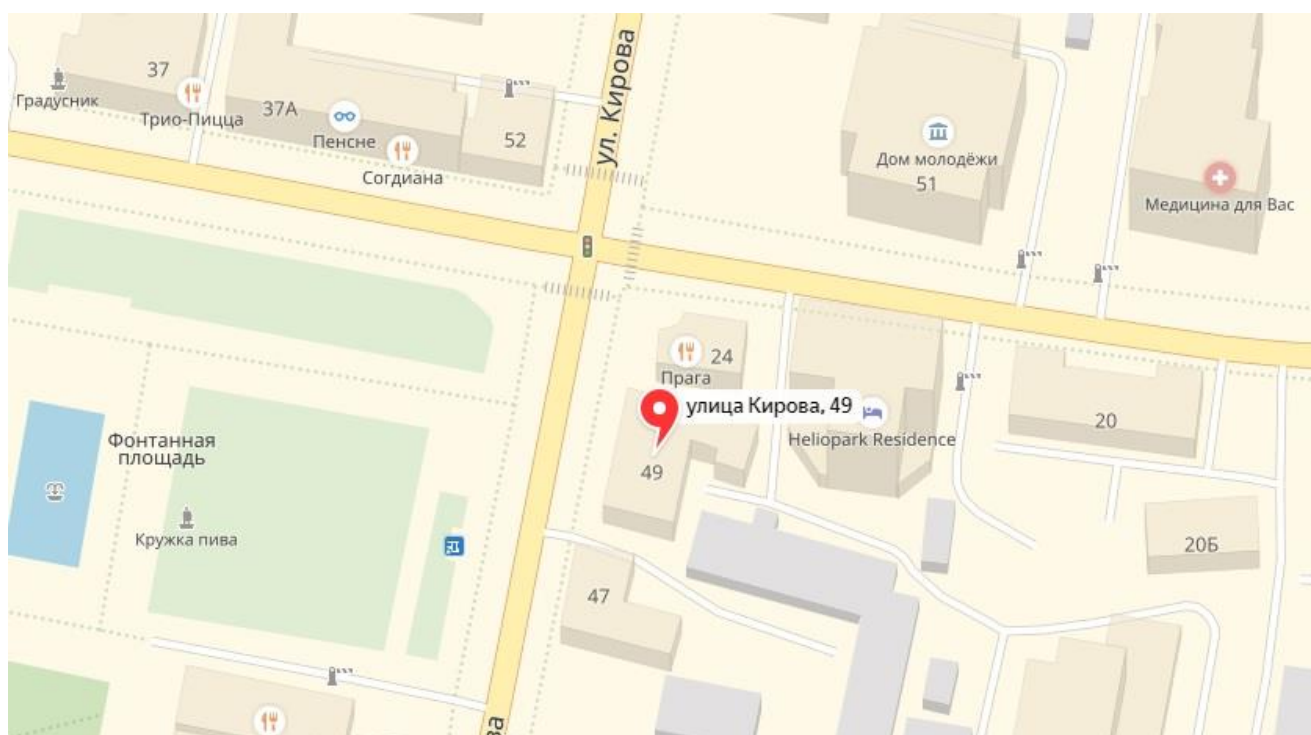 ул. Кирова
37
Градусник
Трио-Пицца
37А
Пенсне
Согдиана
52
Дом молодёжи
51
Медицина для Вас
24
Прага
улица Кирова, 49
Heliopark Residence
20
49
Фонтанная
площадь
Кружка пива
20Б
47
ва